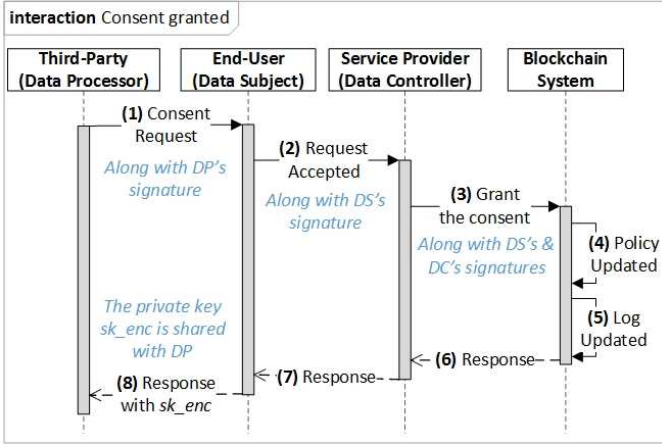 interaction Consent granted
Third-Party
(Data Processor)
End-User
(Data Subject)
Service Provider
(Data Controller)
Blockchain
System
(1) Consent
Request
Along with DP's
signature
(2) Request
Accepted
Along with DS's
signature
(3) Grant
the consent
Along with DS's &
DC's signatures
(4) Policy
Updated
(5) Log
Updated
The private key
sk_enc is shared
with DP
(6) Response
(7) Response
(8) Response
with sk_enc